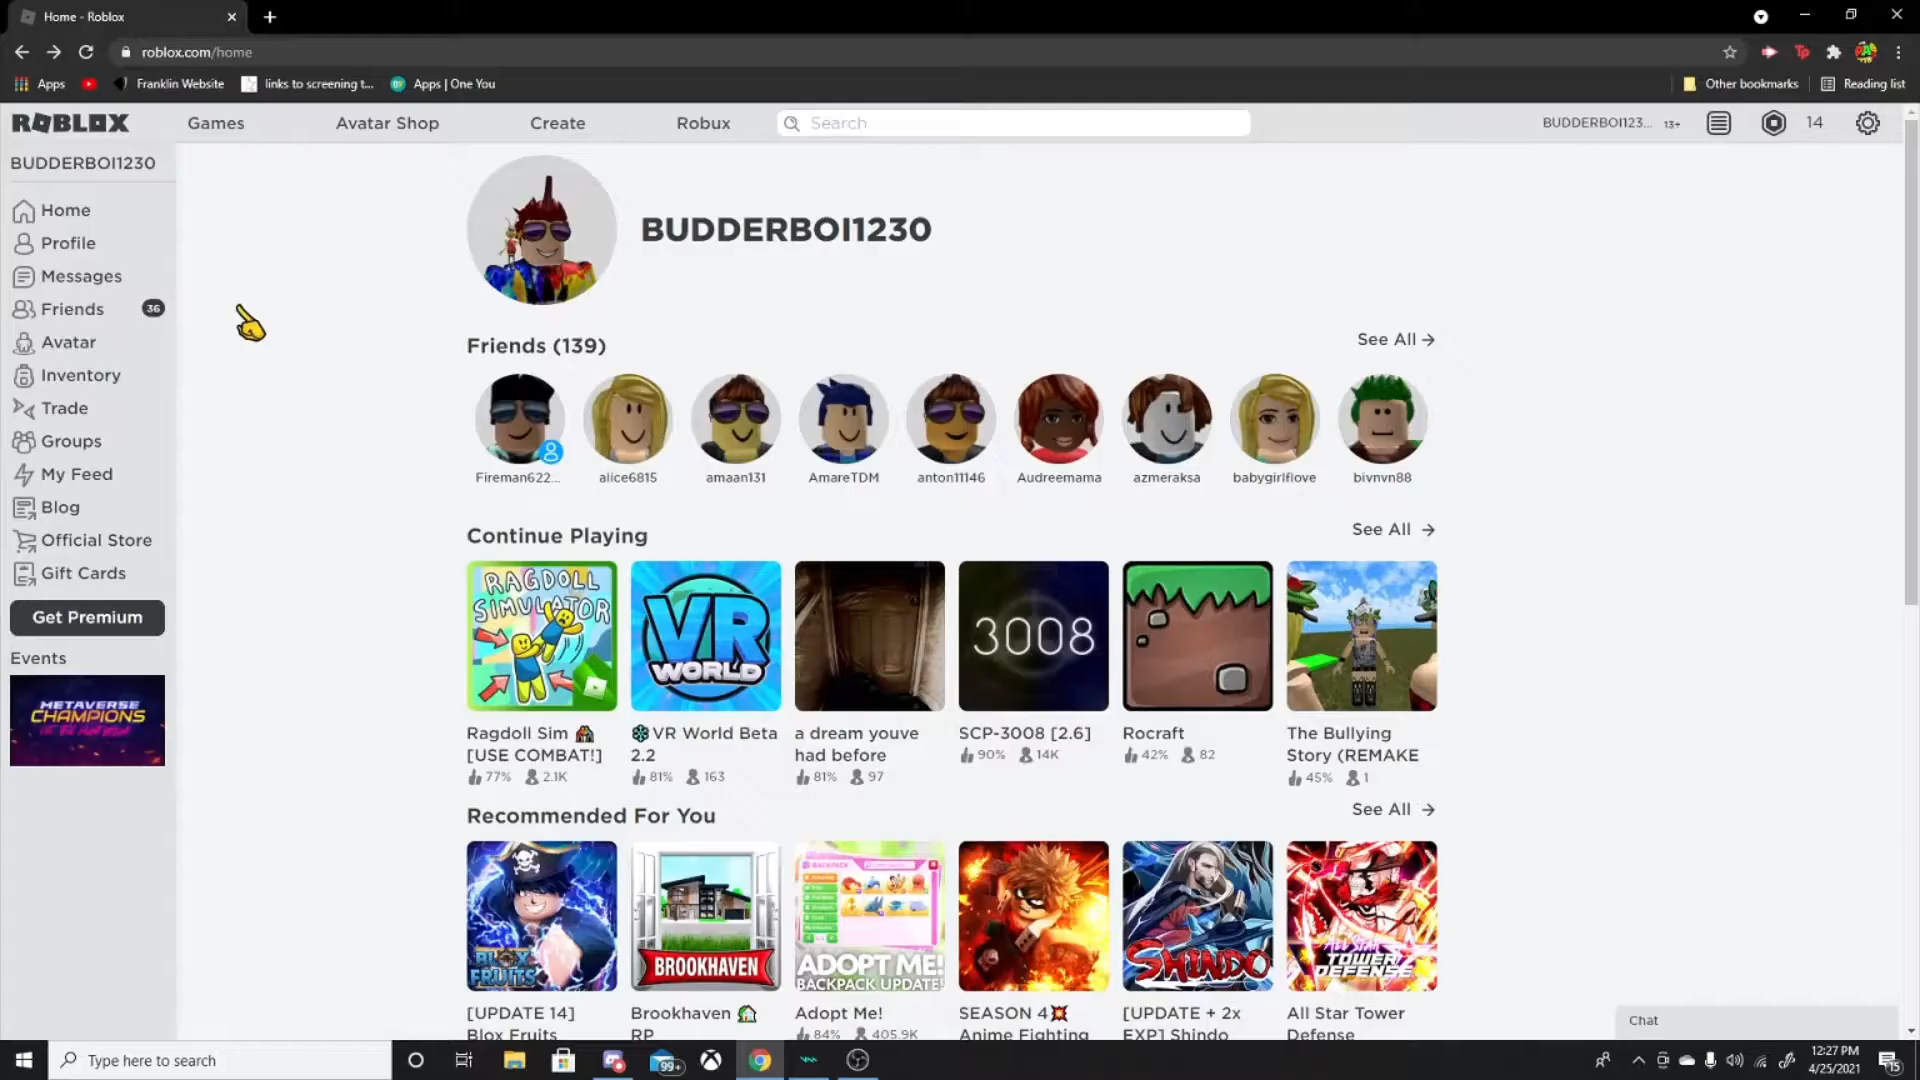 Home - Roblox
roblox.com/home
Apps
Franklin Website
links to screening t...
Apps | One You
Other bookmarks
Reading list
ROBLOX
Games
Avatar Shop
Create
Robux
Search
BUDDERBOI123... 13+
14
BUDDERBOI1230
Home
Profile
Messages
Friends 36
Avatar
Inventory
Trade
Groups
My Feed
Blog
Official Store
Gift Cards
Get Premium
Events
METAVERSE
CHAMPIONS
BUDDERBOI1230
Friends (139)
See All
Fireman622...
alice6815
amaan131
AmareTDM
anton11146
Audreemama
azmeraksa
babygirlflove
bivnvn88
Continue Playing
See All
RAGDOLL
SIMULATOR
VR
WORLD
3008
Ragdoll Sim
[USE COMBAT!]
77% 2.1K
VR World Beta
2.2
81% 163
a dream youve
had before
81% 97
SCP-3008 [2.6]
90% 14K
Rocraft
42% 82
The Bullying
Story (REMAKE
45% 1
Recommended For You
See All
BLOX
FRUITS
BROOKHAVEN
BACKPACK
ADOPT ME!
BACKPACK UPDATE!
SHINDO
ALL STAR
TOWER
DEFENSE
[UPDATE 14]
Blox Fruits
Brookhaven
RP
Adopt Me!
84% 405.9K
SEASON 4
Anime Fighting
[UPDATE + 2x
EXP] Shindo
All Star Tower
Defense
Chat
Type here to search
99+
12:27 PM
4/25/2021
15